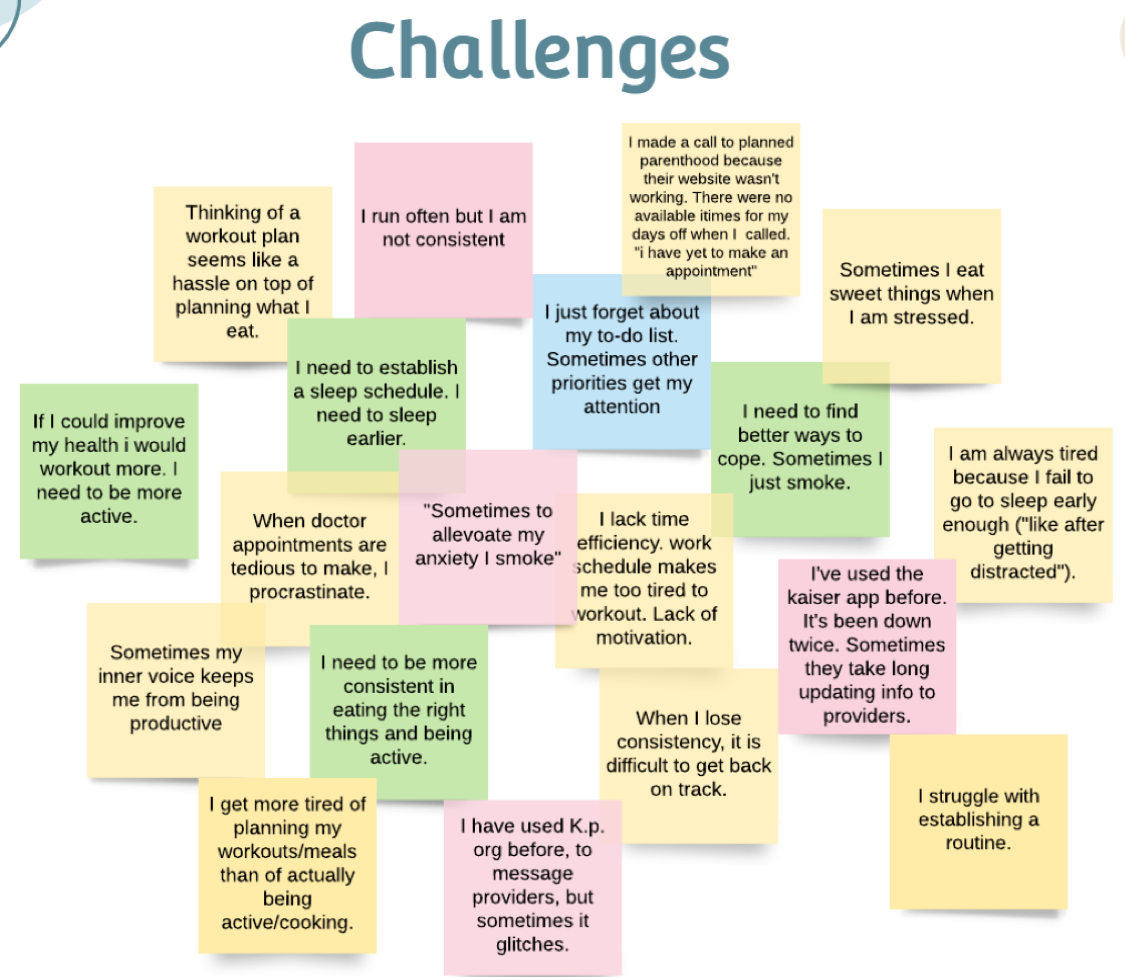 Challenges
I made a call to planned
parenthood because
their website wasn't
working. There were no
available itimes for my
days off when I called.
"i have yet to make an
appointment"
I run often but I am
not consistent
Thinking of a
workout plan
seems like a
hassle on top of
planning what I
eat.
Sometimes I eat
sweet things when
I am stressed.
I just forget about
my to-do list.
Sometimes other
priorities get my
attention
I need to establish
a sleep schedule. I
need to sleep
earlier.
If I could improve
my health i would
workout more. I
need to be more
active.
I need to find
better ways to
cope. Sometimes I
just smoke.
I am always tired
because I fail to
go to sleep early
enough ("like after
getting
distracted").
When doctor
appointments are
tedious to make, I
procrastinate.
"Sometimes to
allevoate my
anxiety I smoke"
I lack time
efficiency. work
schedule makes
me too tired to
workout. Lack of
motivation.
I've used the
kaiser app before.
It's been down
twice. Sometimes
they take long
updating info to
providers.
Sometimes my
inner voice keeps
me from being
productive
I need to be more
consistent in
eating the right
things and being
active.
When I lose
consistency, it is
difficult to get back
on track.
I get more tired of
planning my
workouts/meals
than of actually
being
active/cooking.
I have used K.p.
org before, to
message
providers, but
sometimes it
glitches.
I struggle with
establishing a
routine.